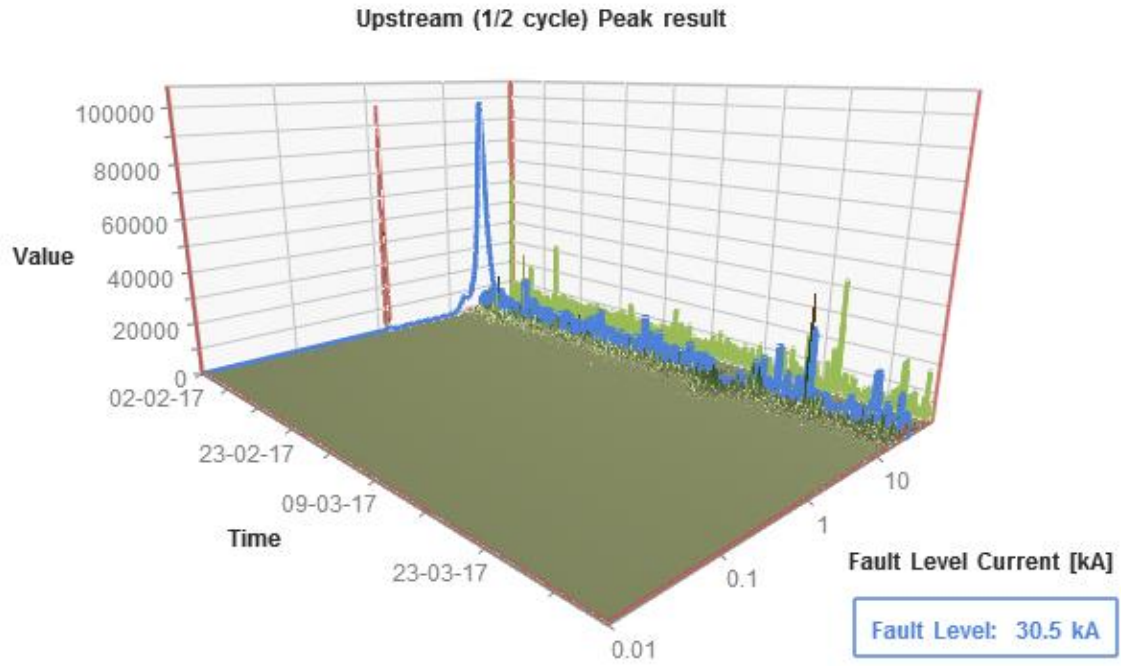 Upstream (1/2 cycle) Peak result
100000
80000
60000
Value
40000
20000
0
02-02-17
23-02-17
09-03-17
Time
23-03-17
10
1
0.1
0.01
Fault Level Current [kA]
Fault Level: 30.5 kA